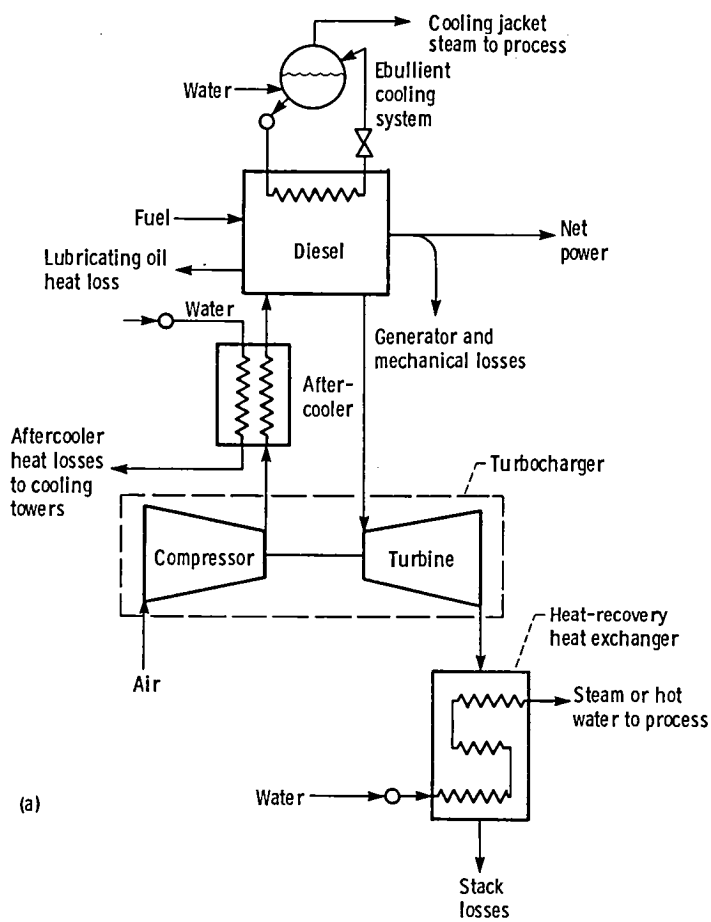 Cooling jacket
steam to process
Ebullient
cooling
system
Water
Fuel
Diesel
Net
power
Lubricating oil
heat loss
Water
Generator and
mechanical losses
After-
cooler
Aftercooler
heat losses
to cooling
towers
Turbocharger
Compressor
Turbine
Heat-recovery
heat exchanger
Air
Steam or hot
water to process
(a)
Water
Stack
losses